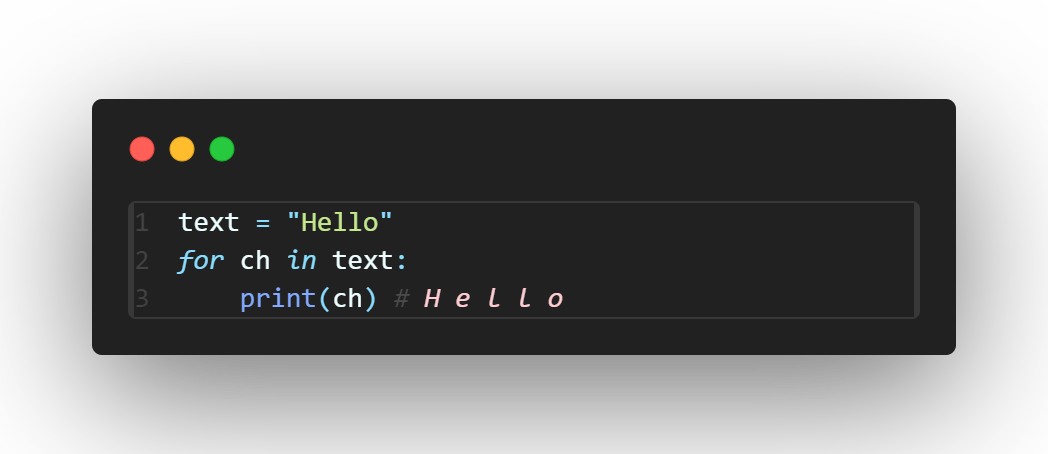 1 text = "Hello"
2 for ch in text:
3     print(ch) # H e l l o